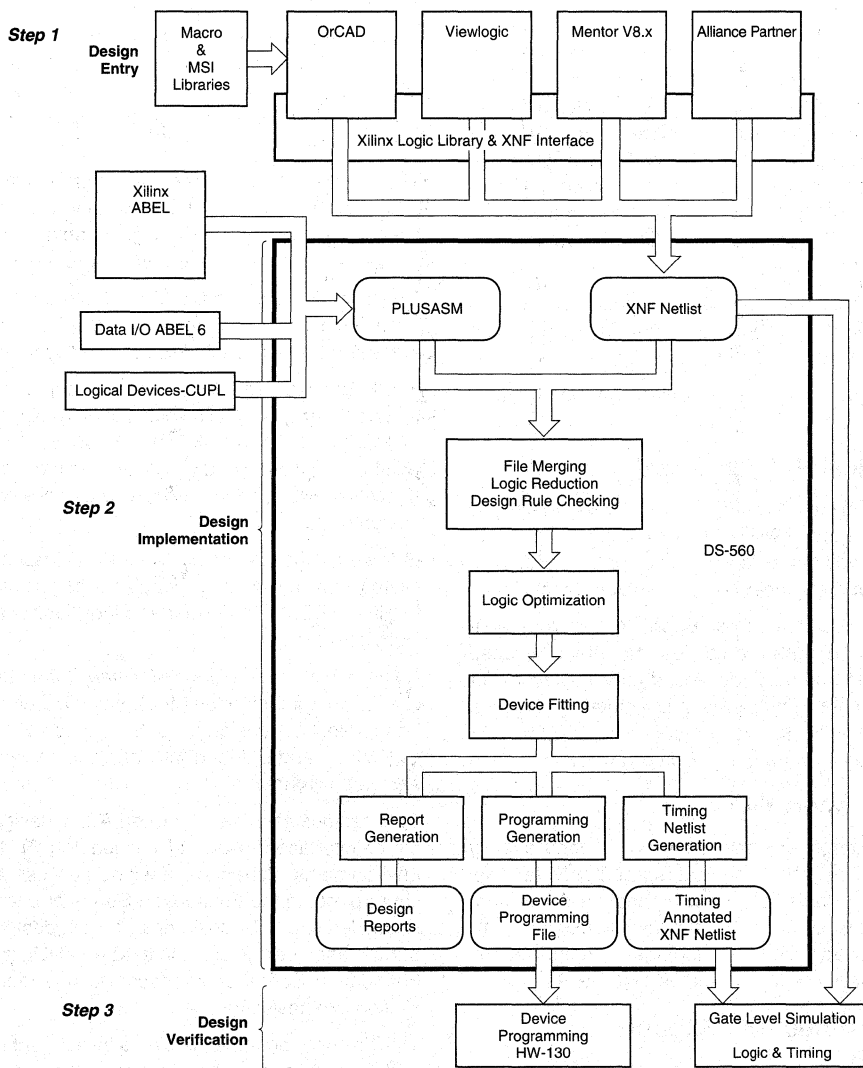 Step 1
Design
Entry
Macro
&
MSI
Libraries
OrCAD
Viewlogic
Mentor V8.x
Alliance Partner
Xilinx Logic Library & XNF Interface
Xilinx
ABEL
Data I/O ABEL 6
Logical Devices-CUPL
PLUSASM
XNF Netlist
Step 2
Design
Implementation
File Merging
Logic Reduction
Design Rule Checking
DS-560
Logic Optimization
Device Fitting
Report
Generation
Programming
Generation
Timing
Netlist
Generation
Design
Reports
Device
Programming
File
Timing
Annotated
XNF Netlist
Step 3
Design
Verification
Device
Programming
HW-130
Gate Level Simulation
Logic & Timing